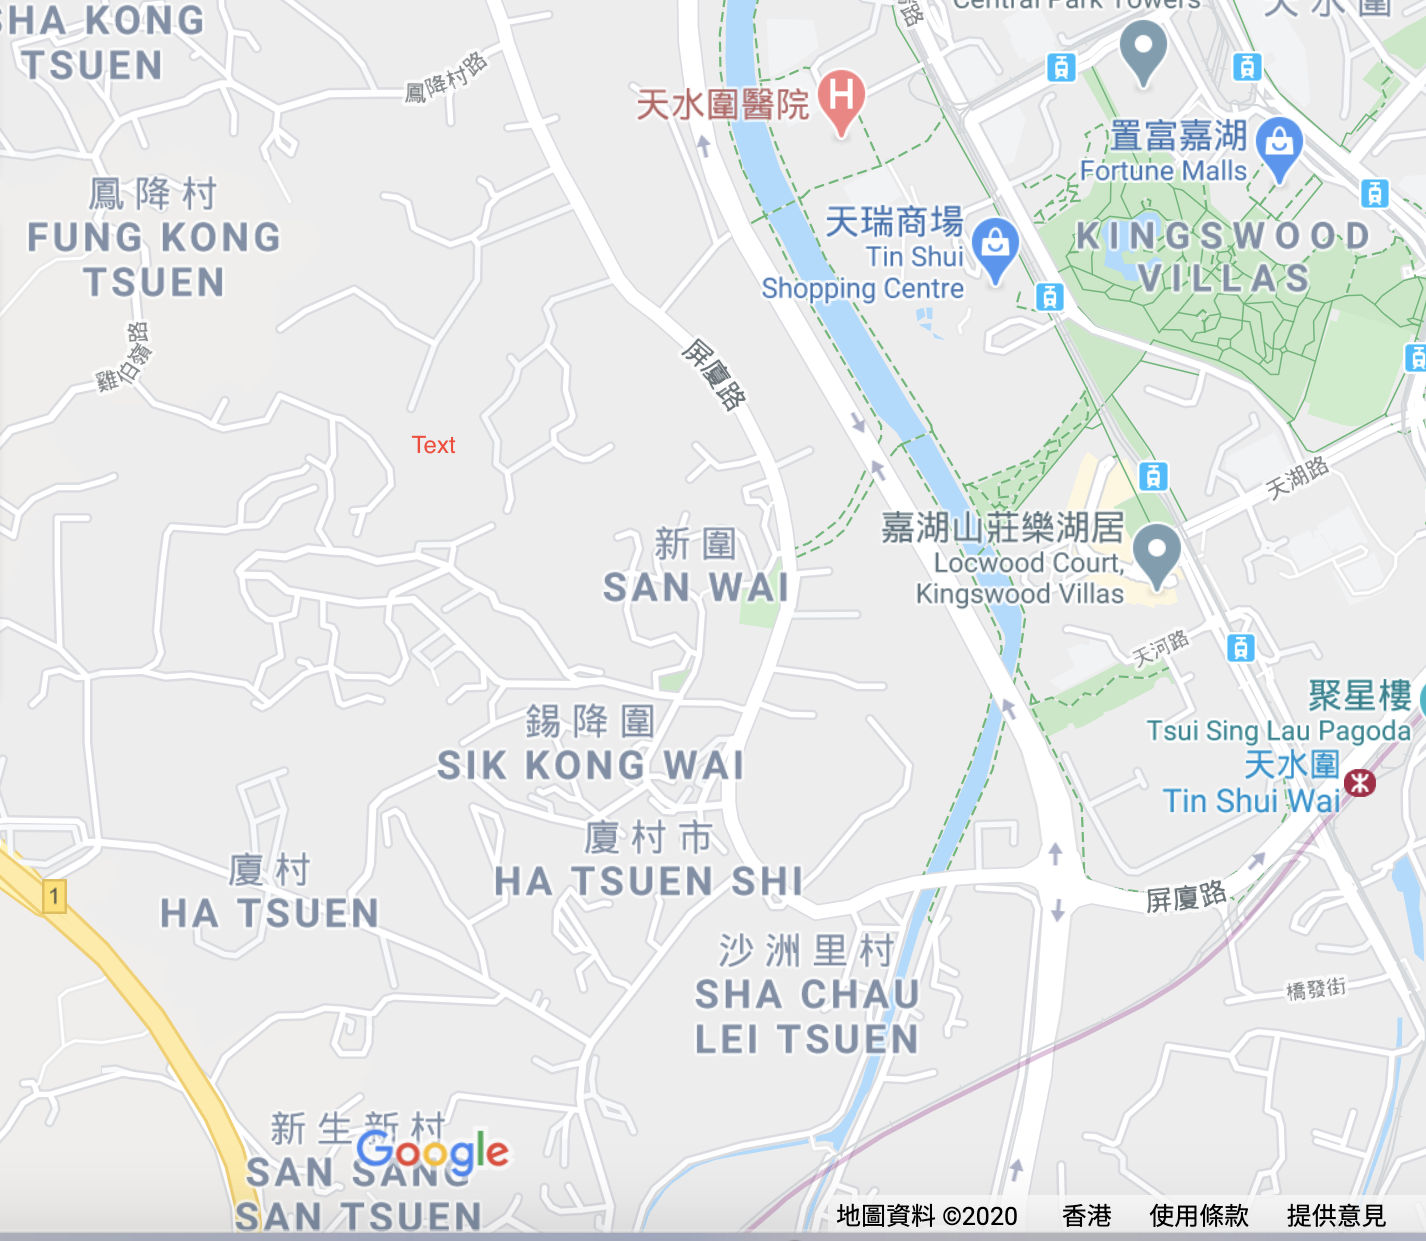 SHA KONG
TSUEN
Central Park Towers
天水圍
鳳降村路
天水圍醫院
H
置富嘉湖
Fortune Malls
鳳降村
FUNG KONG
TSUEN
天瑞商場
Tin Shui
Shopping Centre
KINGSWOOD
VILLAS
雞伯嶺路
屏廈路
Text
天湖路
新圍
SAN WAI
嘉湖山莊樂湖居
Locwood Court,
Kingswood Villas
天河路
聚星樓
Tsui Sing Lau Pagoda
天水圍
Tin Shui Wai
錫降圍
SIK KONG WAI
廈村市
HA TSUEN SHI
廈村
HA TSUEN
1
屏廈路
沙洲里村
SHA CHAU
LEI TSUEN
橋發街
新生新村
Google
SAN SANG
SAN TSUEN
地圖資料 ©2020 香港 使用條款 提供意見